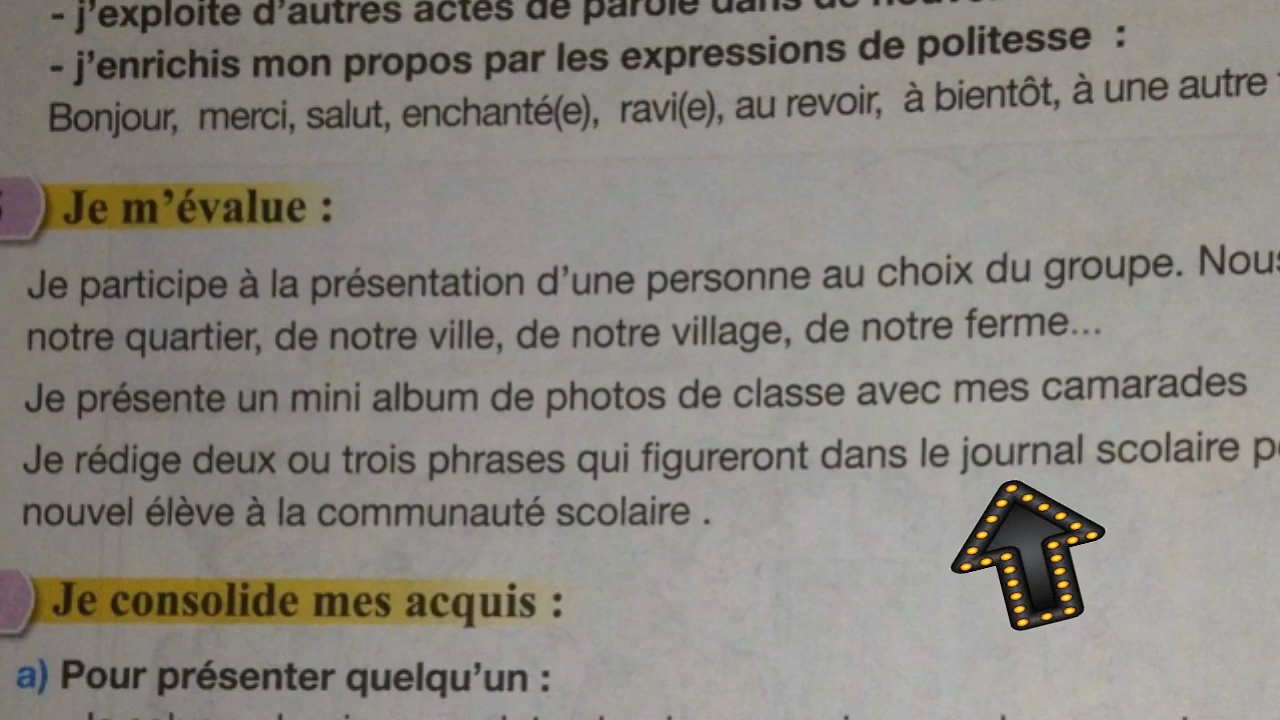 - j'exploite d'autres actes de parole dans de
- j'enrichis mon propos par les expressions de politesse :
Bonjour, merci, salut, enchanté(e), ravi(e), au revoir, à bientôt, à une autre
Je m'évalue :
Je participe à la présentation d'une personne au choix du groupe. Nous
notre quartier, de notre ville, de notre village, de notre ferme...
Je présente un mini album de photos de classe avec mes camarades
Je rédige deux ou trois phrases qui figureront dans le journal scolaire
nouvel élève à la communauté scolaire .
Je consolide mes acquis :
a) Pour présenter quelqu'un :